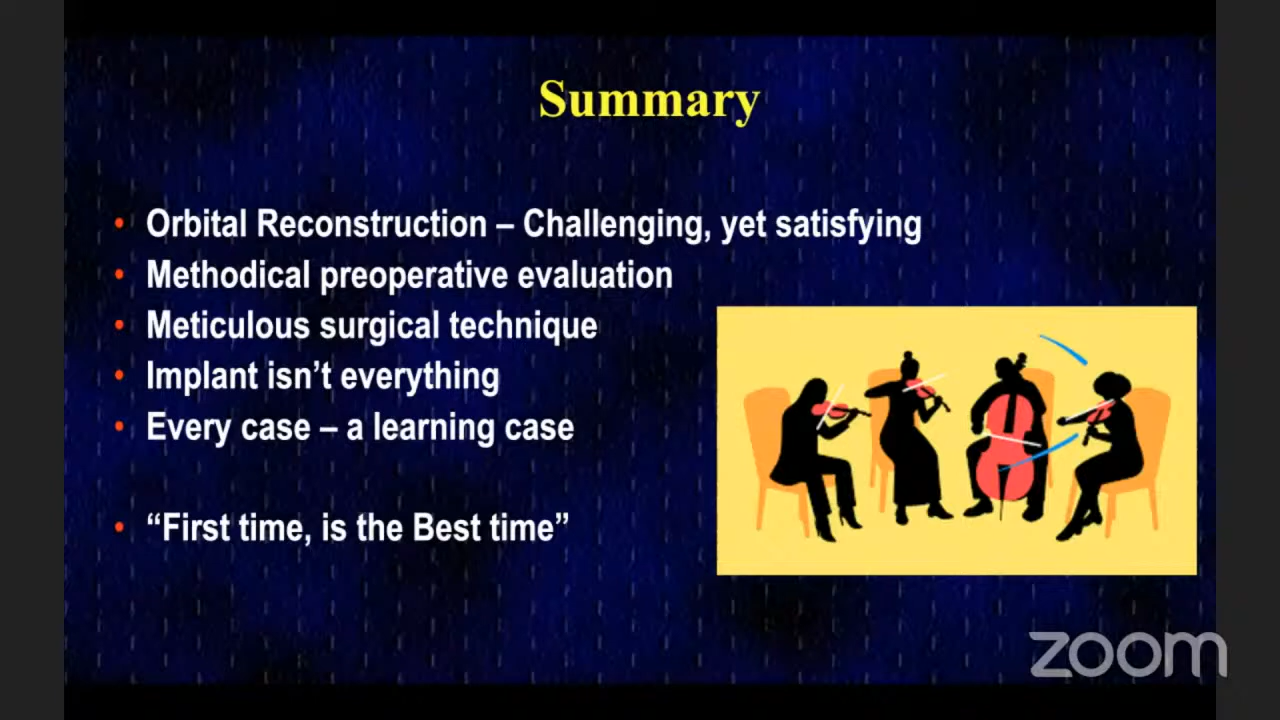 Summary
• Orbital Reconstruction – Challenging, yet satisfying
• Methodical preoperative evaluation
• Meticulous surgical technique
• Implant isn’t everything
• Every case – a learning case
• “First time, is the Best time”
zoom